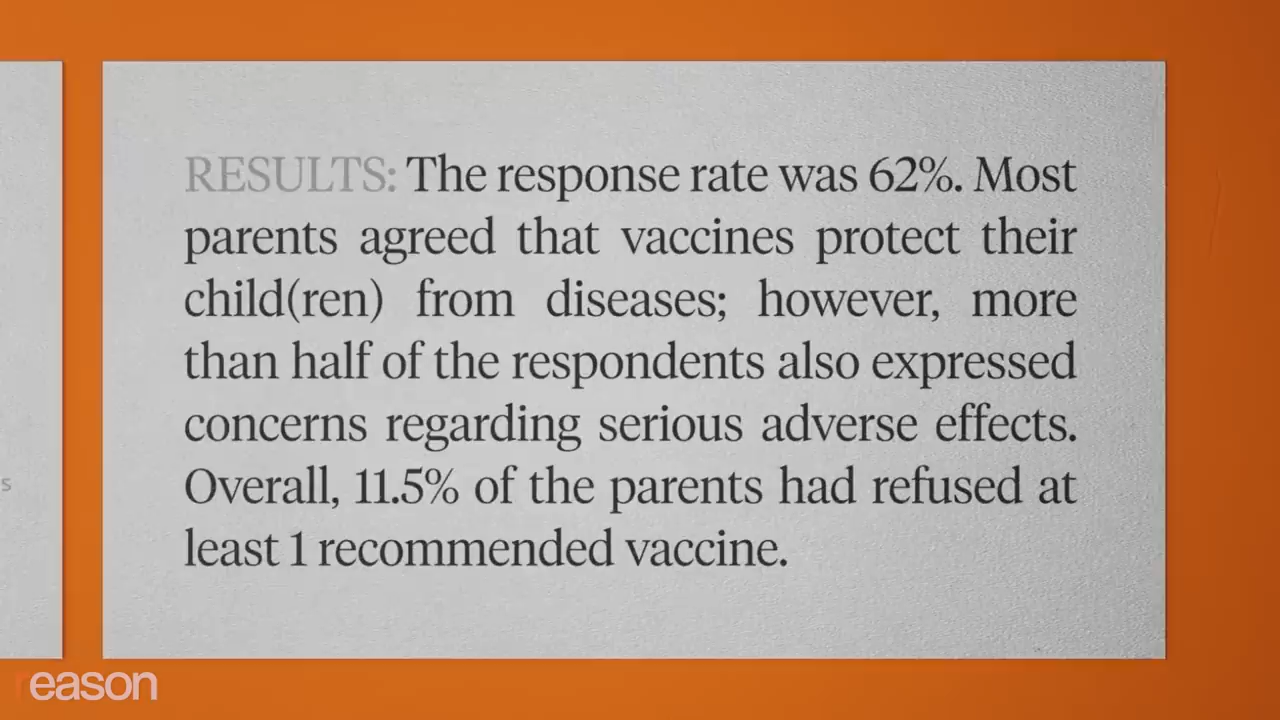 RESULTS: The response rate was 62%. Most
parents agreed that vaccines protect their
child(ren) from diseases; however, more
than half of the respondents also expressed
concerns regarding serious adverse effects.
Overall, 11.5% of the parents had refused at
least 1 recommended vaccine.
s
reason